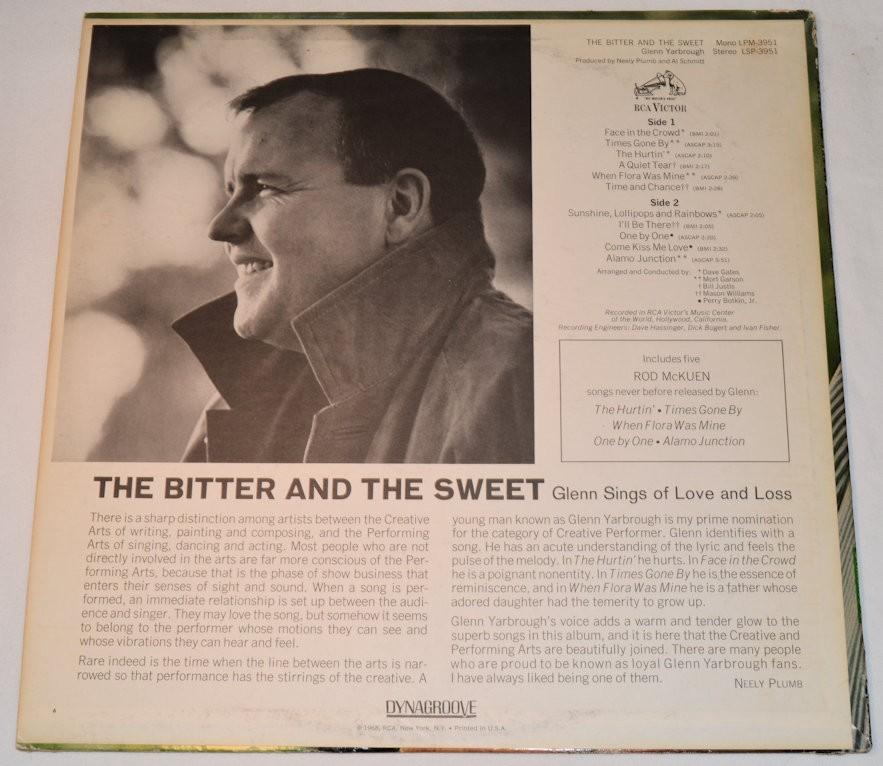 THE BITTER AND THE SWEET Mono LPM-3951
Glenn Yarbrough Stereo LSP-3951
Produced by Neely Plumb and Al Schmitt
"HIS MASTER'S VOICE"
RCA VICTOR
Side 1
Face in the Crowd* (BMI 2:01)
Times Gone By** (ASCAP 3:15)
The Hurtin'* (ASCAP 2:10)
A Quiet Tear† (BMI 2:17)
When Flora Was Mine** (ASCAP 2:39)
Time and Chance†† (BMI 2:28)
Side 2
Sunshine, Lollipops and Rainbows* (ASCAP 2:05)
I'll Be There†† (BMI 2:05)
One by One• (ASCAP 2:20)
Come Kiss Me Love• (BMI 2:32)
Alamo Junction** (ASCAP 3:51)
Arranged and Conducted by: *Dave Gates
**Mort Garson
†Bill Justis
††Mason Williams
•Perry Botkin, Jr.
Recorded in RCA Victor's Music Center
of the World, Hollywood, California.
Recording Engineers: Dave Hassinger, Dick Bogert and Ivan Fisher.
Includes five
ROD McKUEN
songs never before released by Glenn:
The Hurtin' • Times Gone By
When Flora Was Mine
One by One • Alamo Junction
THE BITTER AND THE SWEET Glenn Sings of Love and Loss
There is a sharp distinction among artists between the Creative
Arts of writing, painting and composing, and the Performing
Arts of singing, dancing and acting. Most people who are not
directly involved in the arts are far more conscious of the Per-
forming Arts, because that is the phase of show business that
enters their senses of sight and sound. When a song is per-
formed, an immediate relationship is set up between the audi-
ence and singer. They may love the song, but somehow it seems
to belong to the performer whose motions they can see and
whose vibrations they can hear and feel.
Rare indeed is the time when the line between the arts is nar-
rowed so that performance has the stirrings of the creative. A
young man known as Glenn Yarbrough is my prime nomination
for the category of Creative Performer. Glenn identifies with a
song. He has an acute understanding of the lyric and feels the
pulse of the melody. In The Hurtin' he hurts. In Face in the Crowd
he is a poignant nonentity. In Times Gone By he is the essence of
reminiscence, and in When Flora Was Mine he is a father whose
adored daughter had the temerity to grow up.
Glenn Yarbrough's voice adds a warm and tender glow to the
superb songs in this album, and it is here that the Creative and
Performing Arts are beautifully joined. There are many people
who are proud to be known as loyal Glenn Yarbrough fans.
I have always liked being one of them.
NEELY PLUMB
DYNAGROOVE
© 1968, RCA, New York, N.Y. • Printed in U.S.A.
6